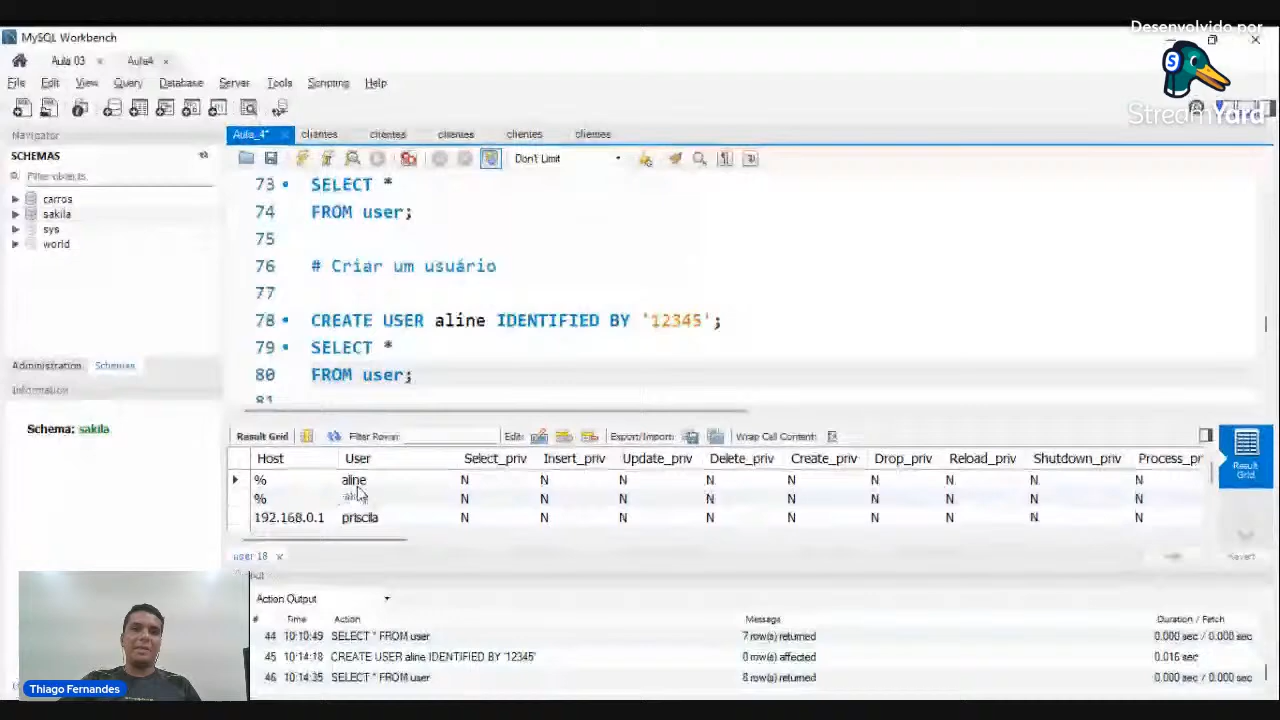 Desenvolvido por
StreamYard
MySQL Workbench
Aula 03
Aula4
File Edit View Query Database Server Tools Scripting Help
Navigator
SCHEMAS
Filter objects
carros
sakila
sys
world
Administration Schemas
Information
Schema: sakila
Aula_4* clientes clientes clientes clientes clientes
Don't Limit
73 SELECT *
74 FROM user;
75
76 # Criar um usuário
77
78 CREATE USER aline IDENTIFIED BY '12345';
79 SELECT *
80 FROM user;
81
Result Grid Filter Rows: Edit: Export/Import: Wrap Cell Content:
Host User Select_priv Insert_priv Update_priv Delete_priv Create_priv Drop_priv Reload_priv Shutdown_priv Process_pr
% aline N N N N N N N N N
% N N N N N N N N N
192.168.0.1 priscila N N N N N N N N N
Result Grid
user 18
Revert
Action Output
# Time Action Message Duration / Fetch
44 10:10:49 SELECT * FROM user 7 row(s) returned 0.000 sec / 0.000 sec
45 10:14:18 CREATE USER aline IDENTIFIED BY '12345' 0 row(s) affected 0.016 sec
46 10:14:35 SELECT * FROM user 8 row(s) returned 0.000 sec / 0.000 sec
Thiago Fernandes